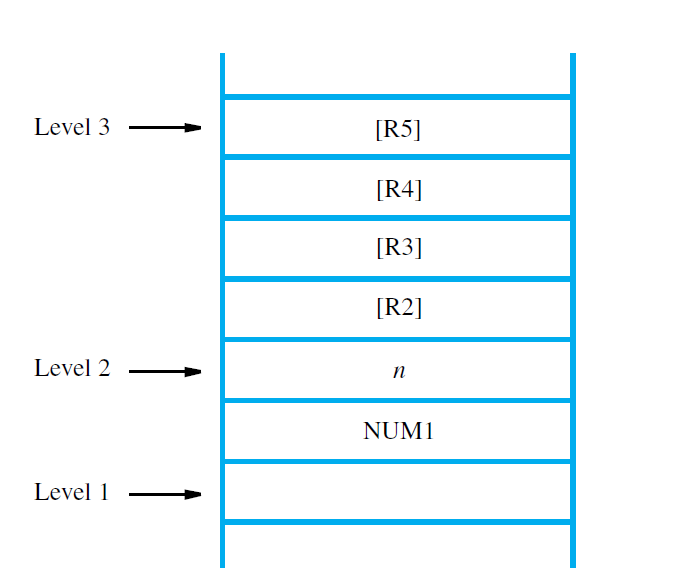 Level 3 [R5]
[R4]
[R3]
[R2]
Level 2 n
NUM1
Level 1